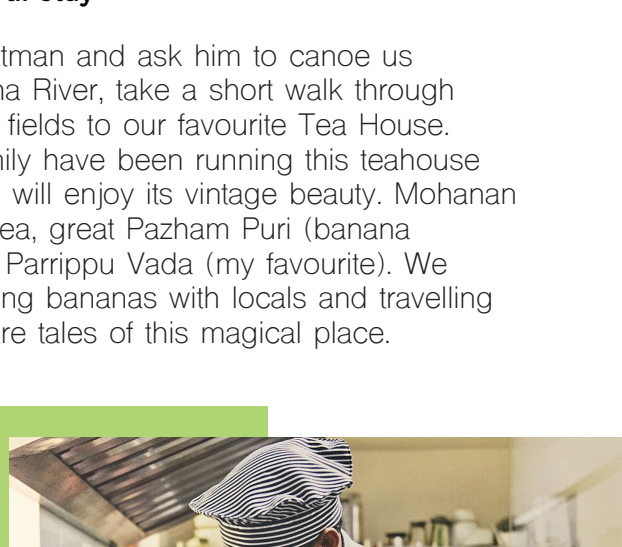 stay
tman and ask him to canoe us
na River, take a short walk through
fields to our favourite Tea House.
ily have been running this teahouse
will enjoy its vintage beauty. Mohanan
ea, great Pazham Puri (banana
Parrippu Vada (my favourite). We
ng bananas with locals and travelling
re tales of this magical place.